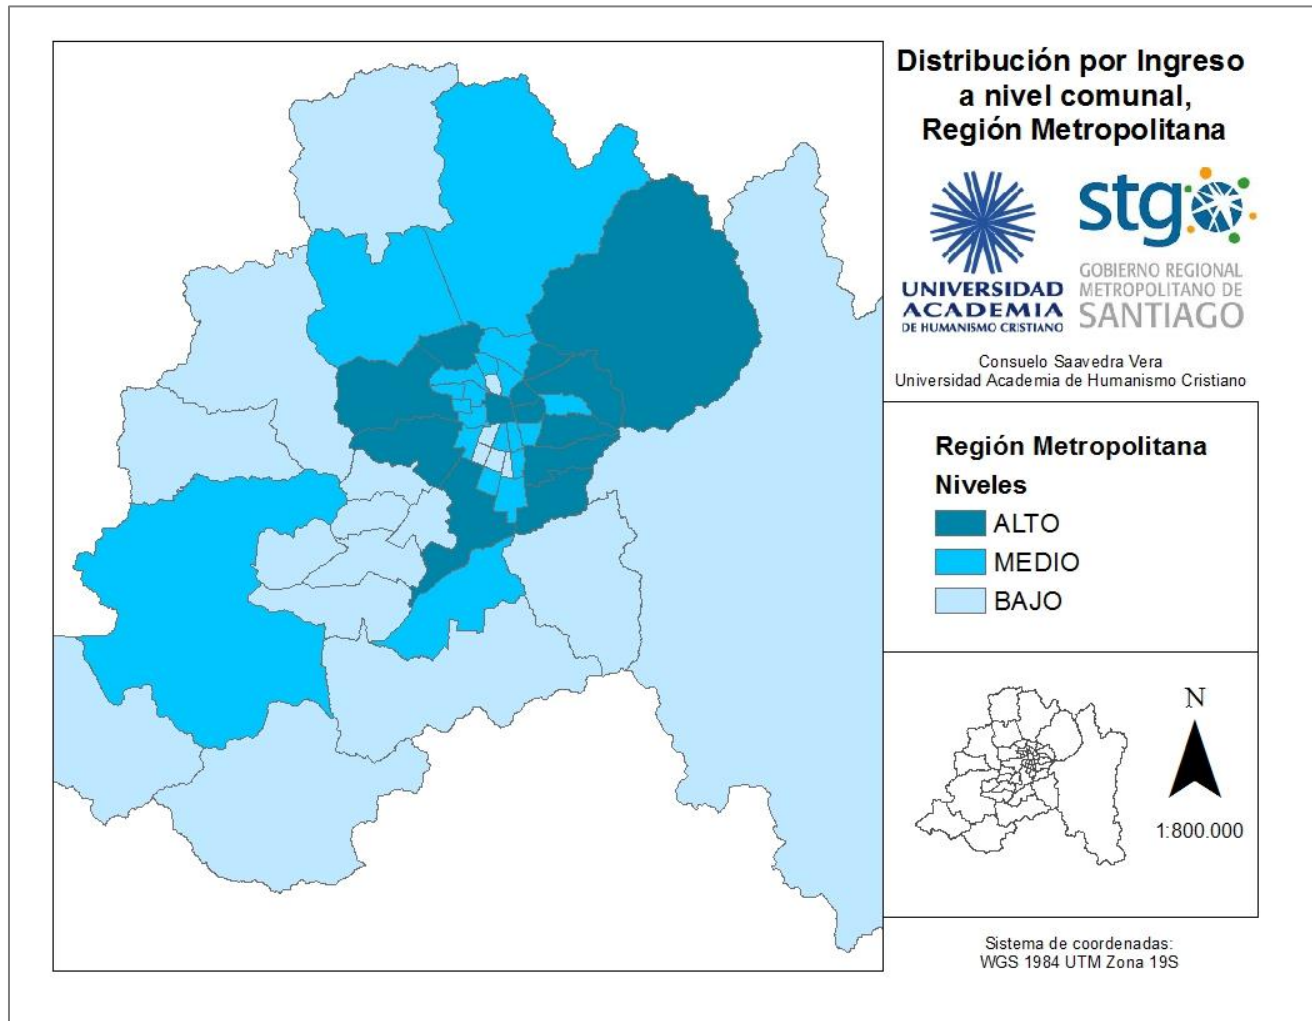 Distribución por Ingreso
a nivel comunal,
Región Metropolitana
UNIVERSIDAD
ACADEMIA
DE HUMANISMO CRISTIANO
stgo
GOBIERNO REGIONAL
METROPOLITANO DE
SANTIAGO
Consuelo Saavedra Vera
Universidad Academia de Humanismo Cristiano
Región Metropolitana
Niveles
ALTO
MEDIO
BAJO
N
1:800.000
Sistema de coordenadas:
WGS 1984 UTM Zona 19S